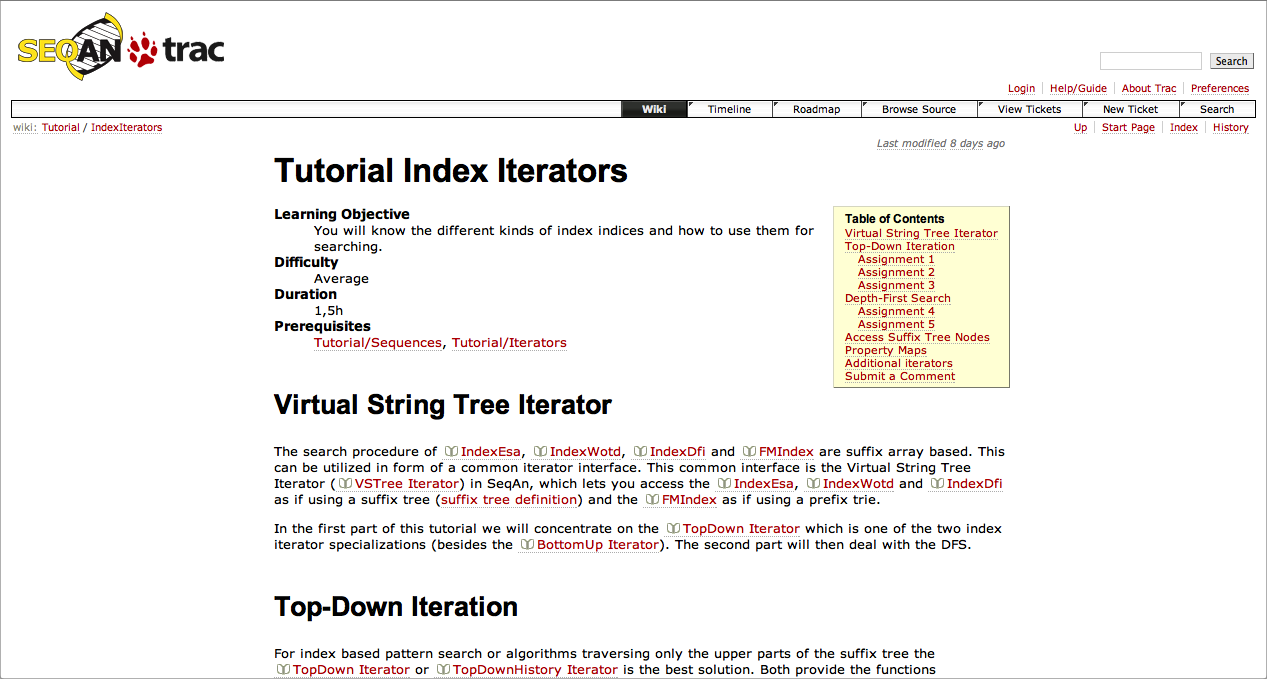 SEQAN trac
Search
Login Help/Guide About Trac Preferences
Wiki Timeline Roadmap Browse Source View Tickets New Ticket Search
wiki: Tutorial / IndexIterators
Up Start Page Index History
Last modified 8 days ago
Tutorial Index Iterators
Learning Objective
You will know the different kinds of index indices and how to use them for
searching.
Difficulty
Average
Duration
1,5h
Prerequisites
Tutorial/Sequences, Tutorial/Iterators
Table of Contents
Virtual String Tree Iterator
Top-Down Iteration
Assignment 1
Assignment 2
Assignment 3
Depth-First Search
Assignment 4
Assignment 5
Access Suffix Tree Nodes
Property Maps
Additional iterators
Submit a Comment
Virtual String Tree Iterator
The search procedure of IndexEsa, IndexWotd, IndexDfi and FMIndex are suffix array based. This
can be utilized in form of a common iterator interface. This common interface is the Virtual String Tree
Iterator (VSTree Iterator) in SeqAn, which lets you access the IndexEsa, IndexWotd and IndexDfi
as if using a suffix tree (suffix tree definition) and the FMIndex as if using a prefix trie.
In the first part of this tutorial we will concentrate on the TopDown Iterator which is one of the two index
iterator specializations (besides the BottomUp Iterator). The second part will then deal with the DFS.
Top-Down Iteration
For index based pattern search or algorithms traversing only the upper parts of the suffix tree the
TopDown Iterator or TopDownHistory Iterator is the best solution. Both provide the functions